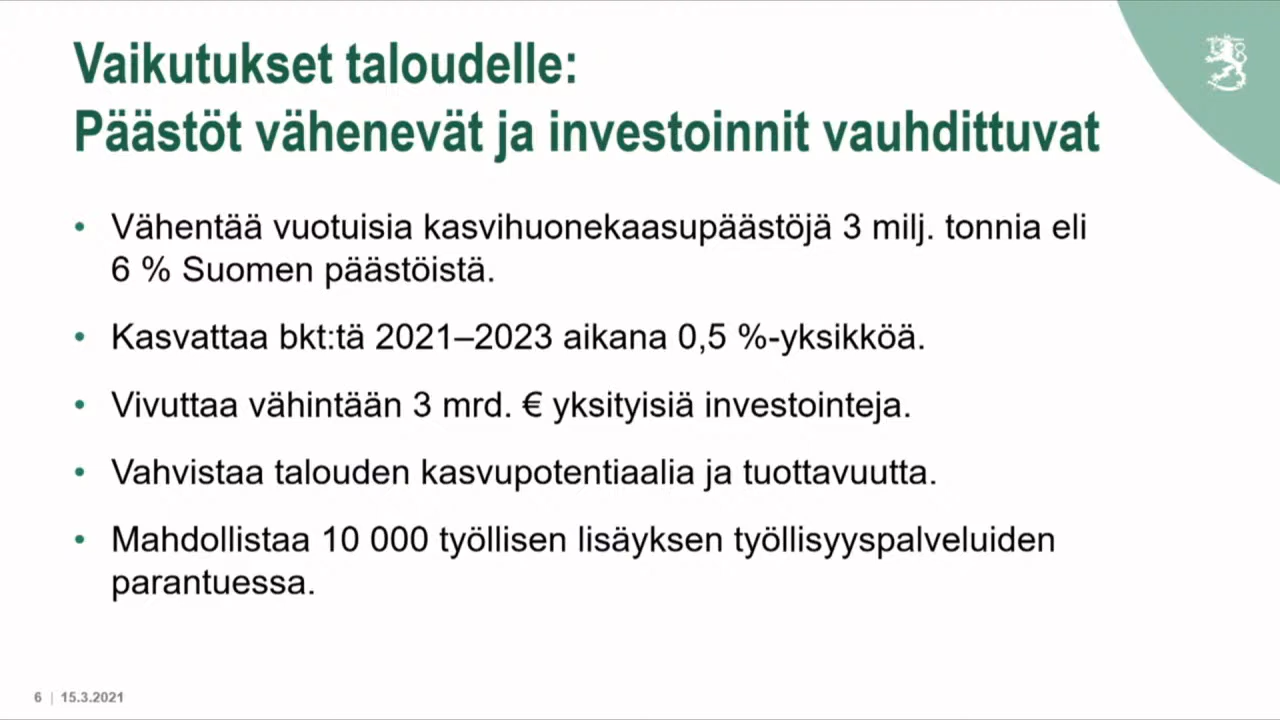 Vaikutukset taloudelle:
Päästöt vähenevät ja investoinnit vauhdittuvat
• Vähentää vuotuisia kasvihuonekaasupäästöjä 3 milj. tonnia eli
6 % Suomen päästöistä.
• Kasvattaa bkt:tä 2021–2023 aikana 0,5 %-yksikköä.
• Vivuttaa vähintään 3 mrd. € yksityisiä investointeja.
• Vahvistaa talouden kasvupotentiaalia ja tuottavuutta.
• Mahdollistaa 10 000 työllisen lisäyksen työllisyyspalveluiden
parantuessa.
6 | 15.3.2021